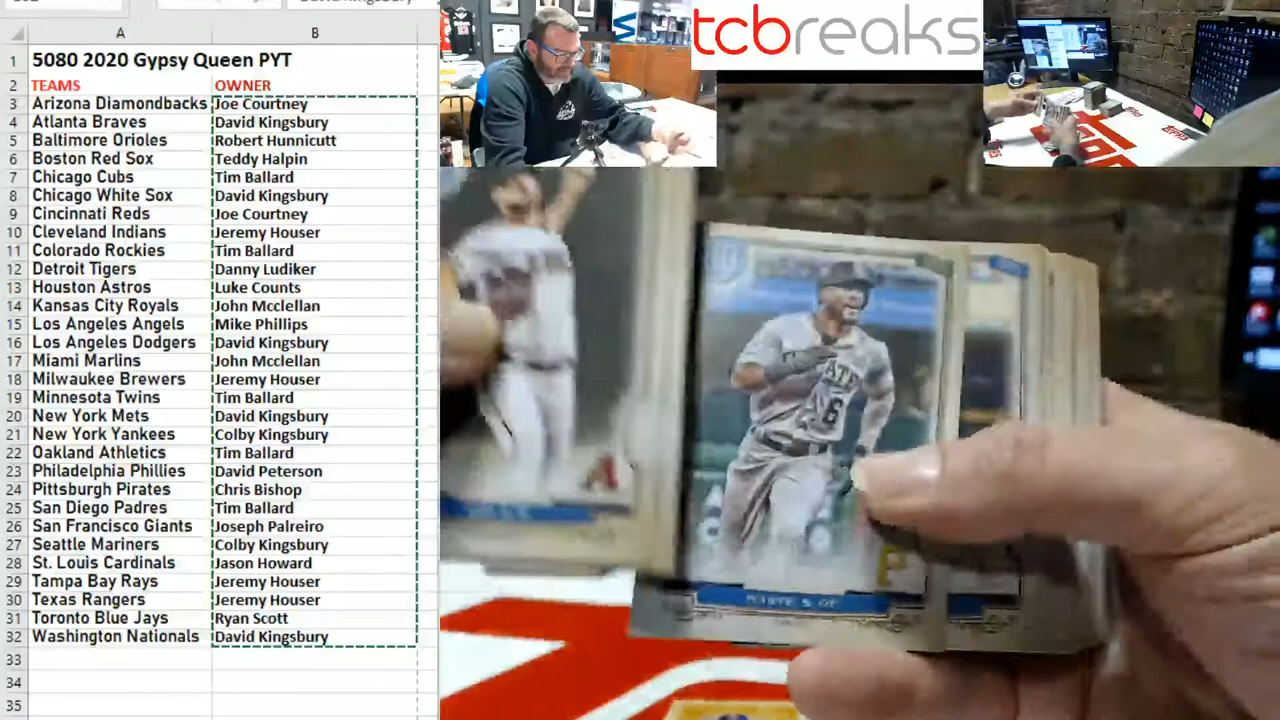 5080 2020 Gypsy Queen PYT
TEAMS OWNER
Arizona Diamondbacks Joe Courtney
Atlanta Braves David Kingsbury
Baltimore Orioles Robert Hunnicutt
Boston Red Sox Teddy Halpin
Chicago Cubs Tim Ballard
Chicago White Sox David Kingsbury
Cincinnati Reds Joe Courtney
Cleveland Indians Jeremy Houser
Colorado Rockies Tim Ballard
Detroit Tigers Danny Ludiker
Houston Astros Luke Counts
Kansas City Royals John Mcclellan
Los Angeles Angels Mike Phillips
Los Angeles Dodgers David Kingsbury
Miami Marlins John Mcclellan
Milwaukee Brewers Jeremy Houser
Minnesota Twins Tim Ballard
New York Mets David Kingsbury
New York Yankees Colby Kingsbury
Oakland Athletics Tim Ballard
Philadelphia Phillies David Peterson
Pittsburgh Pirates Chris Bishop
San Diego Padres Tim Ballard
San Francisco Giants Joseph Palreiro
Seattle Mariners Colby Kingsbury
St. Louis Cardinals Jason Howard
Tampa Bay Rays Jeremy Houser
Texas Rangers Jeremy Houser
Toronto Blue Jays Ryan Scott
Washington Nationals David Kingsbury
A B
1
2
3
4
5
6
7
8
9
10
11
12
13
14
15
16
17
18
19
20
21
22
23
24
25
26
27
28
29
30
31
32
33
34
35
tcbreaks
6
P